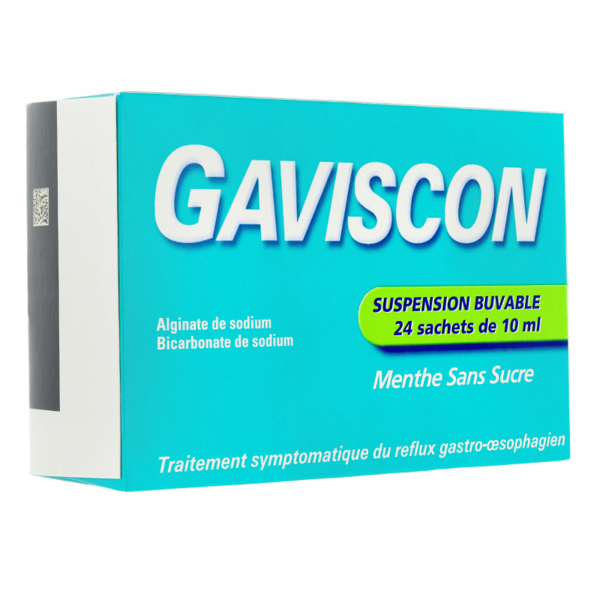 GAVISCON
SUSPENSION BUVABLE
24 sachets de 10 ml
Alginate de sodium
Bicarbonate de sodium
Menthe Sans Sucre
Traitement symptomatique du reflux gastro-œsophagien